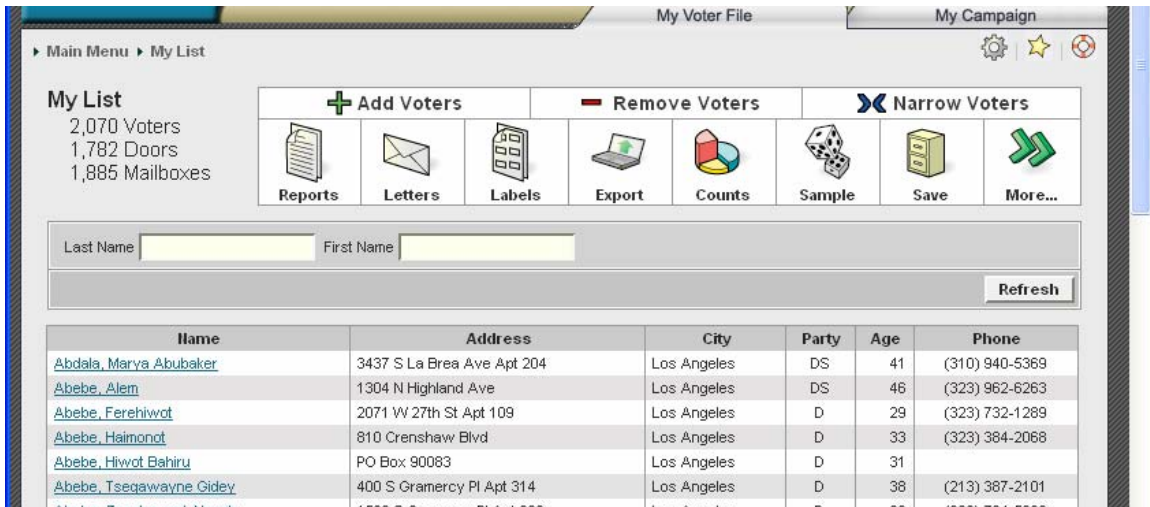 My Voter File My Campaign
Main Menu My List
My List
2,070 Voters
1,782 Doors
1,885 Mailboxes
Add Voters Remove Voters Narrow Voters
Reports Letters Labels Export Counts Sample Save More...
Last Name First Name
Refresh
Name Address City Party Age Phone
Abdala, Marya Abubaker 3437 S La Brea Ave Apt 204 Los Angeles DS 41 (310) 940-5369
Abebe, Alem 1304 N Highland Ave Los Angeles DS 46 (323) 962-6263
Abebe, Ferehiwot 2071 W 27th St Apt 109 Los Angeles D 29 (323) 732-1289
Abebe, Haimonot 810 Crenshaw Blvd Los Angeles D 33 (323) 384-2068
Abebe, Hiwot Bahiru PO Box 90083 Los Angeles D 31
Abebe, Tsegawayne Gidey 400 S Gramercy Pl Apt 314 Los Angeles D 38 (213) 387-2101